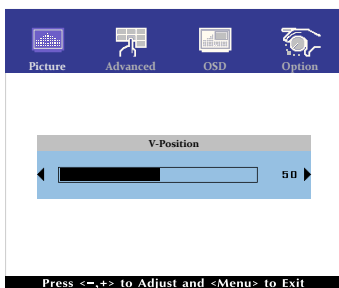 Picture Advanced OSD Option
V-Position
50
Press <-,+> to Adjust and <Menu> to Exit